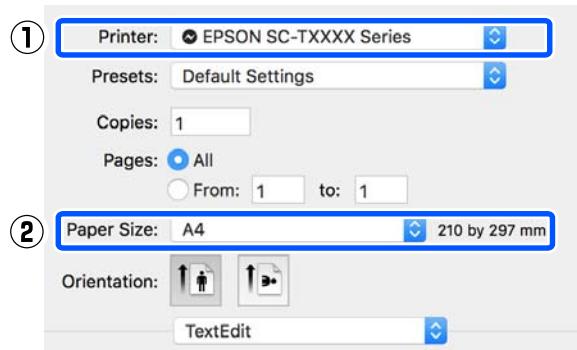 ① Printer: EPSON SC-TXXXX Series
Presets: Default Settings
Copies: 1
Pages: All
From: 1 to: 1
② Paper Size: A4 210 by 297 mm
Orientation:
TextEdit